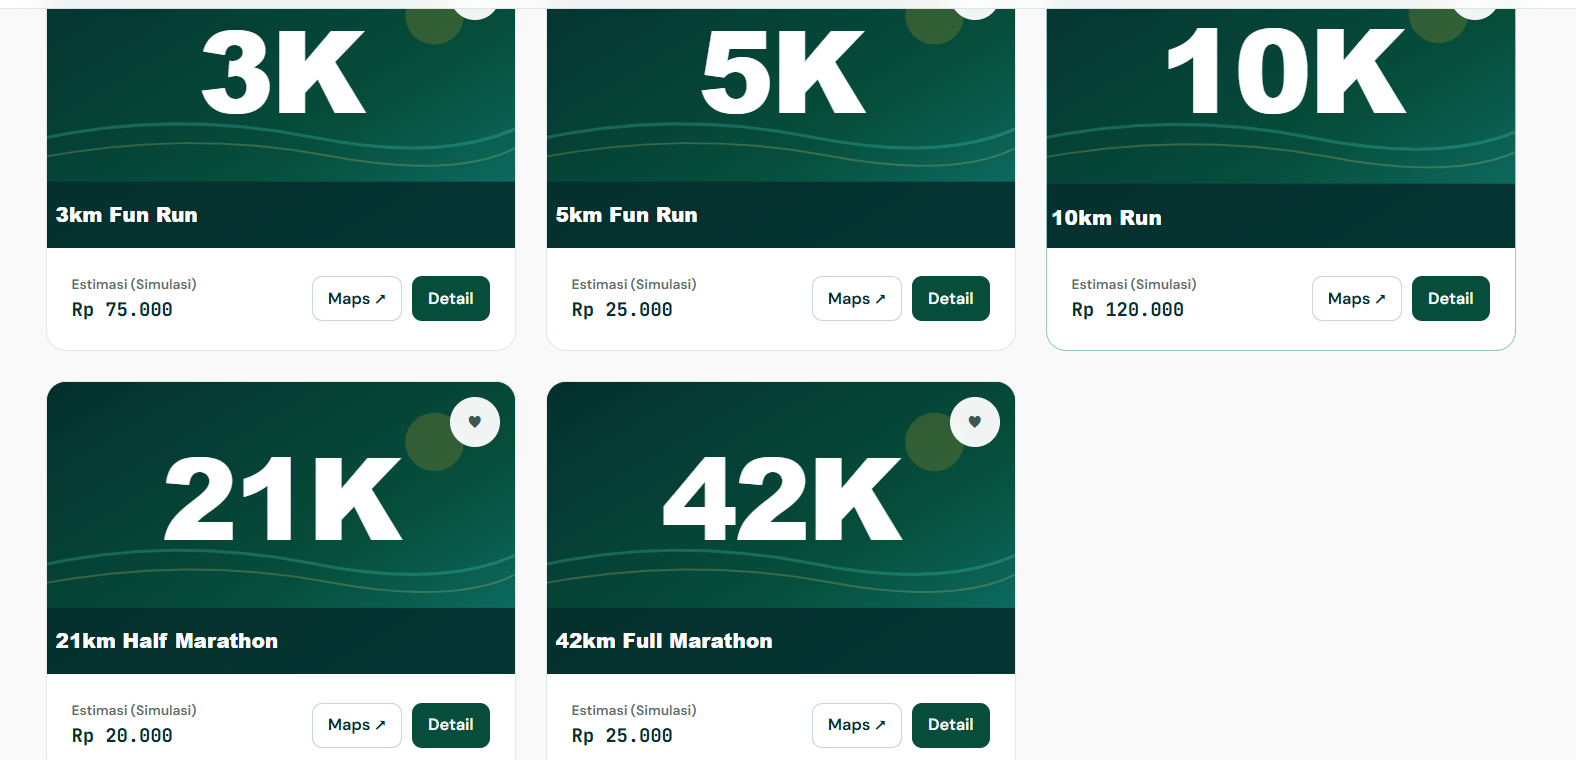 3K
3km Fun Run
Estimasi (Simulasi)
Rp 75.000
Maps ↗
Detail
5K
5km Fun Run
Estimasi (Simulasi)
Rp 25.000
Maps ↗
Detail
10K
10km Run
Estimasi (Simulasi)
Rp 120.000
Maps ↗
Detail
21K
21km Half Marathon
Estimasi (Simulasi)
Rp 20.000
Maps ↗
Detail
42K
42km Full Marathon
Estimasi (Simulasi)
Rp 25.000
Maps ↗
Detail